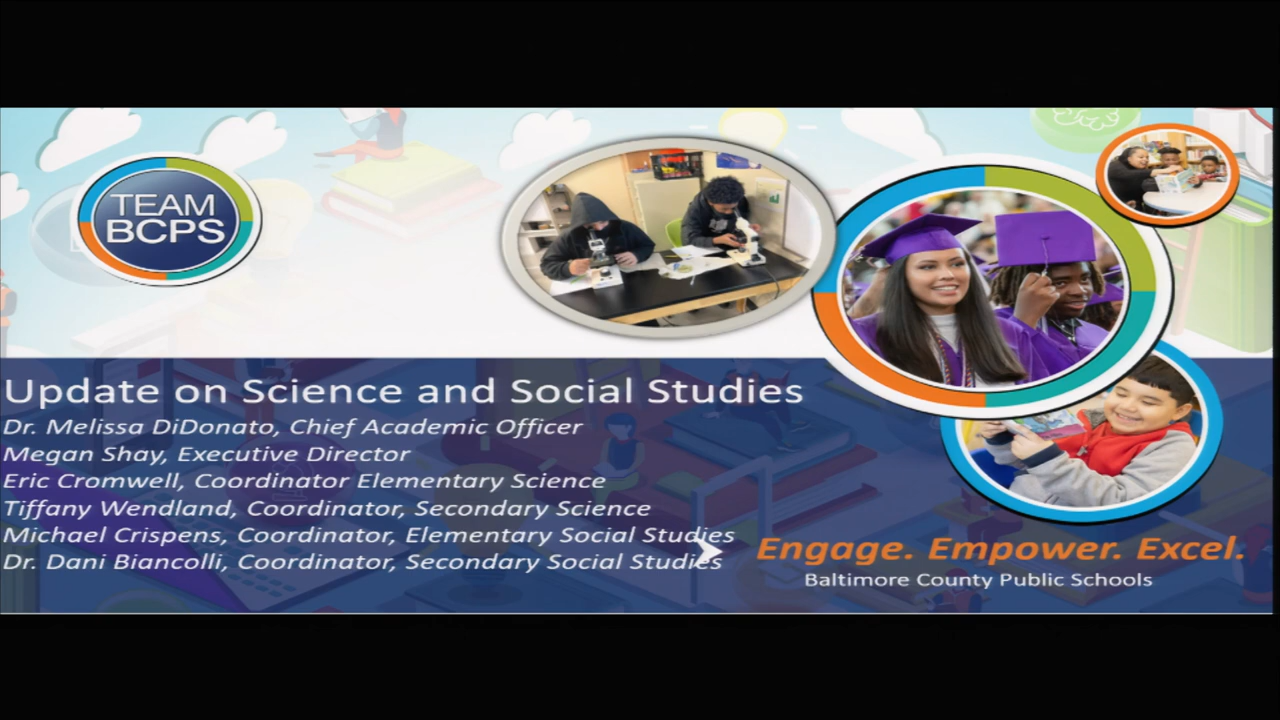 TEAM
BCPS
Update on Science and Social Studies
Dr. Melissa DiDonato, Chief Academic Officer
Megan Shay, Executive Director
Eric Cromwell, Coordinator Elementary Science
Tiffany Wendland, Coordinator, Secondary Science
Michael Crispens, Coordinator, Elementary Social Studies
Dr. Dani Biancolli, Coordinator, Secondary Social Studies
Engage. Empower. Excel.
Baltimore County Public Schools